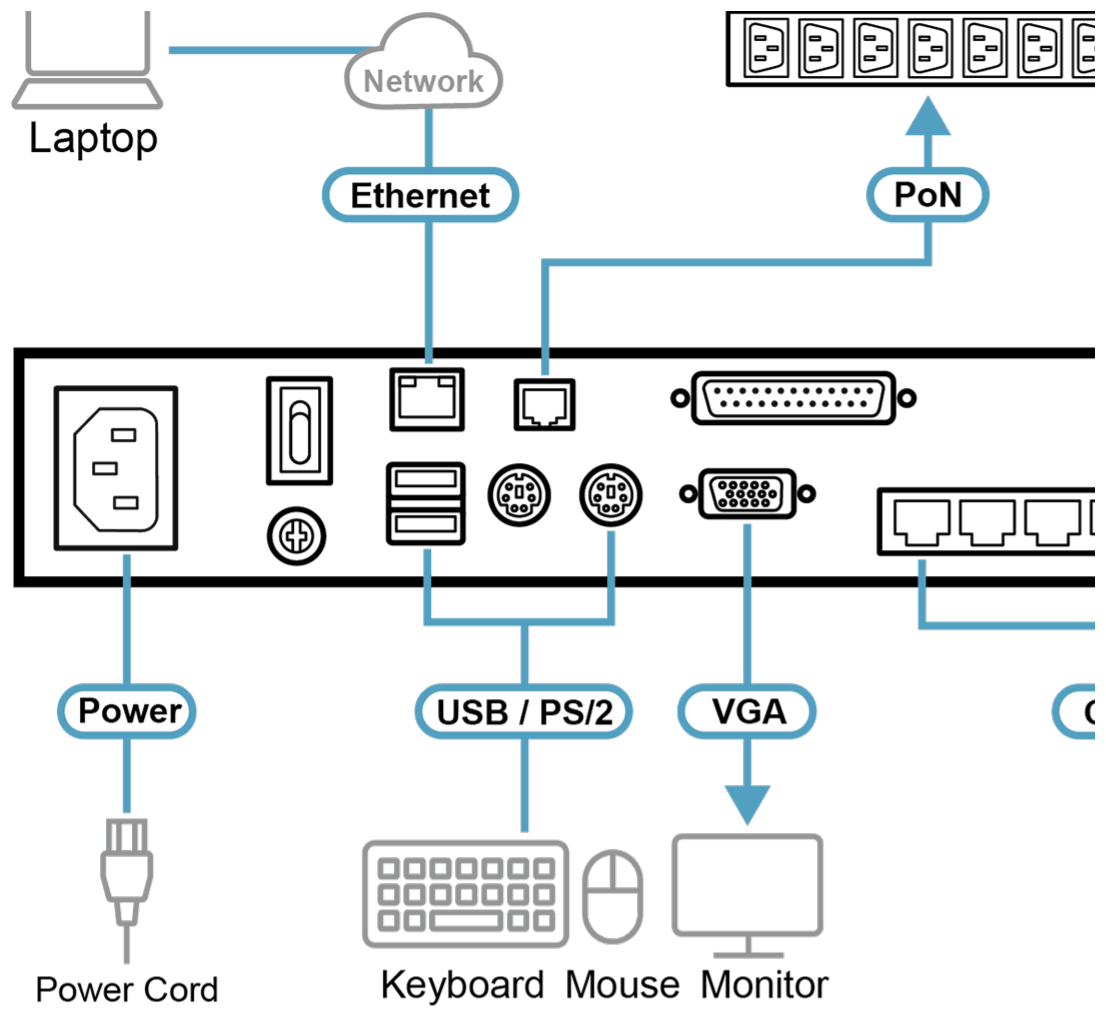 Network
Laptop
Ethernet
PoN
Power
USB / PS/2
VGA
Power Cord
Keyboard
Mouse
Monitor